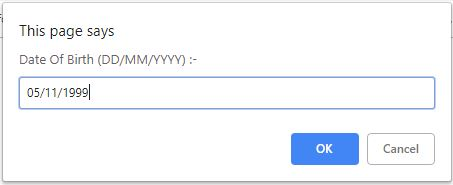 This page says
Date Of Birth (DD/MM/YYYY) :-
05/11/1999
OK Cancel